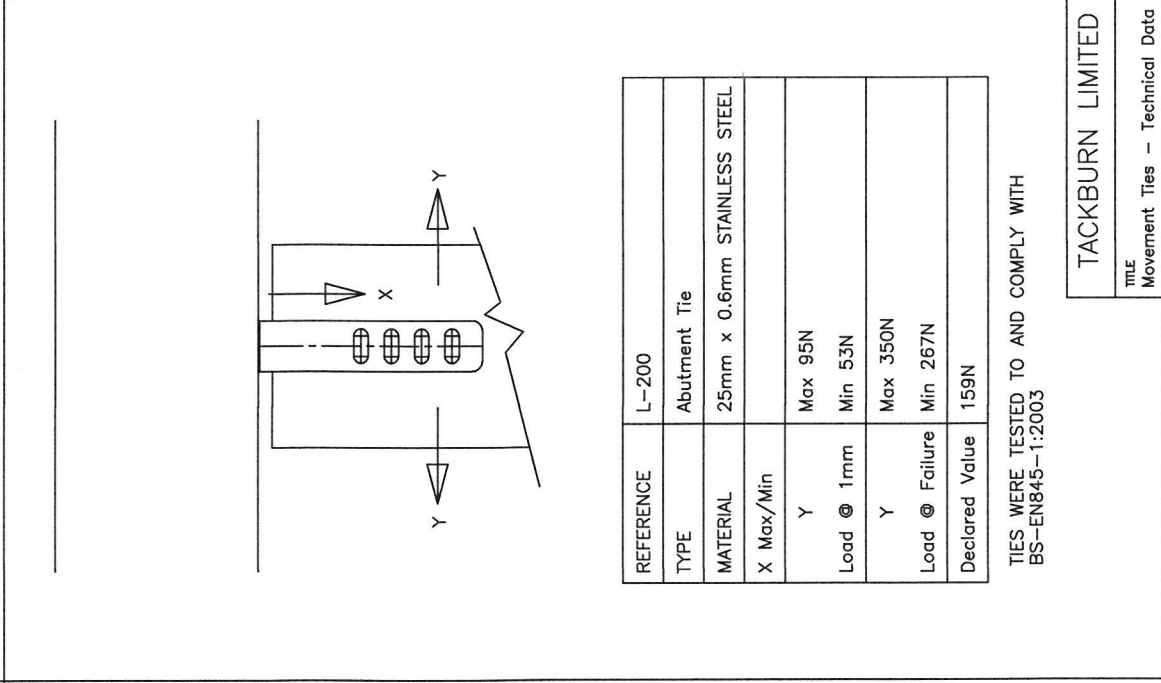 Y
X
Y
REFERENCE L-200
TYPE Abutment Tie
MATERIAL 25mm x 0.6mm STAINLESS STEEL
X Max/Min
Y Max 95N
Load @ 1mm Min 53N
Y Max 350N
Load @ Failure Min 267N
Declared Value 159N
TIES WERE TESTED TO AND COMPLY WITH
BS-EN845-1:2003
TACKBURN LIMITED
TITLE
Movement Ties - Technical Data